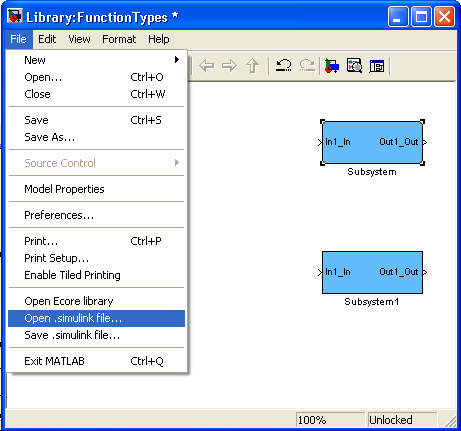 Library:FunctionTypes *
File Edit View Format Help
New
Open... Ctrl+O
Close Ctrl+W
Save Ctrl+S
Save As...
Source Control
Model Properties
Preferences...
Print... Ctrl+P
Print Setup...
Enable Tiled Printing
Open Ecore library
Open .simulink file...
Save .simulink file...
Exit MATLAB Ctrl+Q
In1_In Out1_Out
Subsystem
In1_In Out1_Out
Subsystem1
100% Unlocked